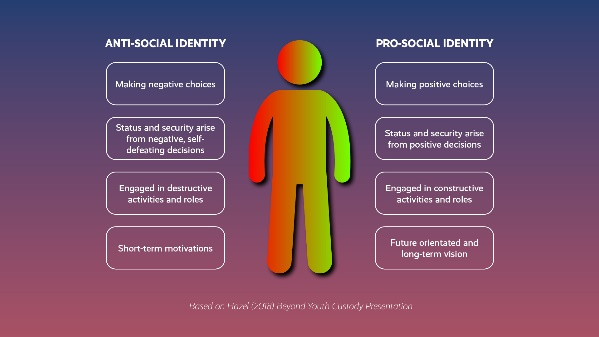 ANTI-SOCIAL IDENTITY
Making negative choices
Status and security arise
from negative, self-
defeating decisions
Engaged in destructive
activities and roles
Short-term motivations
PRO-SOCIAL IDENTITY
Making positive choices
Status and security arise
from positive decisions
Engaged in constructive
activities and roles
Future orientated and
long-term vision
Based on Hazel (2018) Beyond Youth Custody Presentation